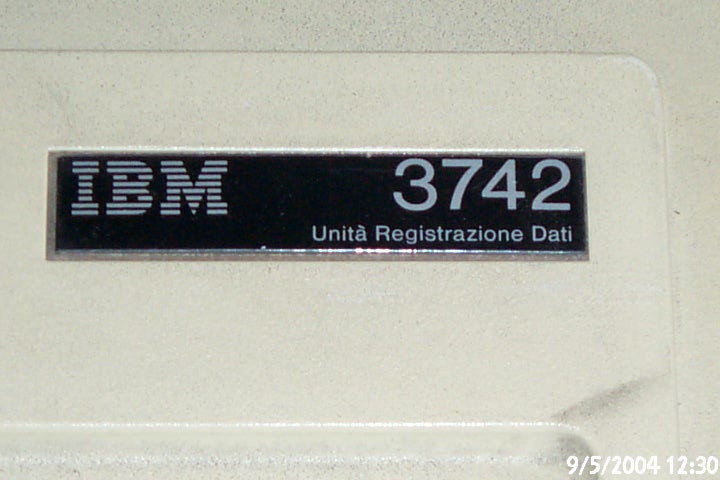 IBM 3742
Unità Registrazione Dati
9/5/2004 12:30